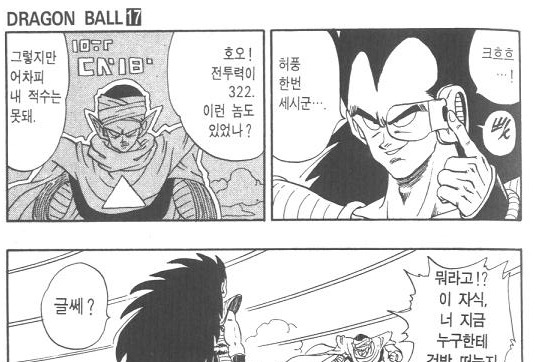 DRAGON BALL 17
크흐흐
…!
허풍
한번
세시군….
삑
호오!
전투력이
322.
이런 놈도
있었나?
그렇지만
어차피
내 적수는
못돼.
뭐라고!?
이 자식,
너 지금
누구한테
글쎄?